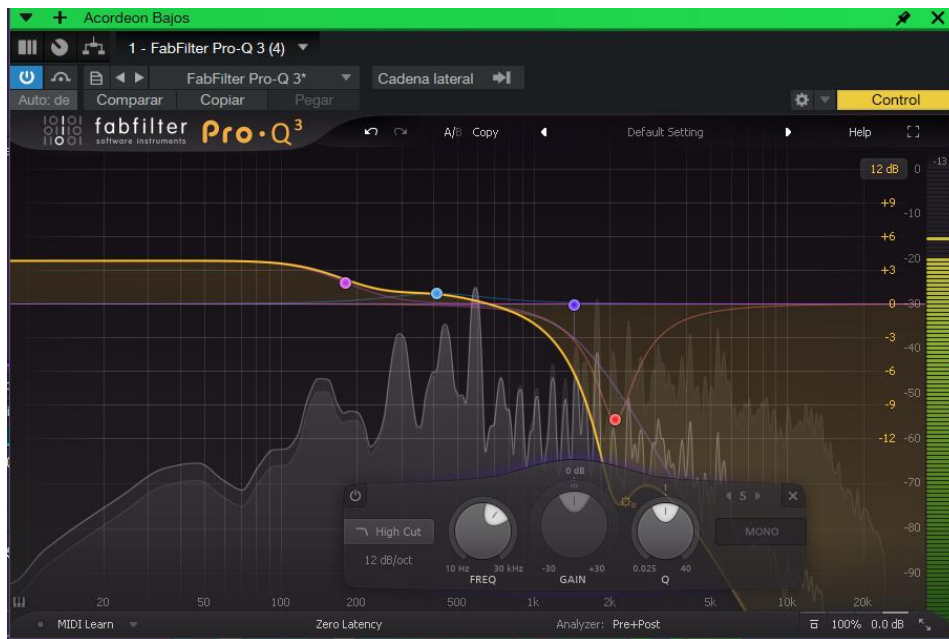 Acordeon Bajos
1 - FabFilter Pro-Q 3 (4)
FabFilter Pro-Q 3*
Cadena lateral
Auto: de
Comparar
Copiar
Pegar
Control
fabfilter
software instruments
Pro·Q³
A/B
Copy
Default Setting
Help
12 dB
0
-13
+9
-10
+6
-20
+3
0
-30
-3
-40
-6
-50
-9
-12
-60
-70
-80
-90
0 dB
1
5
High Cut
12 dB/oct
10 Hz
30 kHz
FREQ
-30
+30
GAIN
0.025
40
Q
MONO
20
50
100
200
500
1k
2k
5k
10k
20k
MIDI Learn
Zero Latency
Analyzer: Pre+Post
100%
0.0 dB